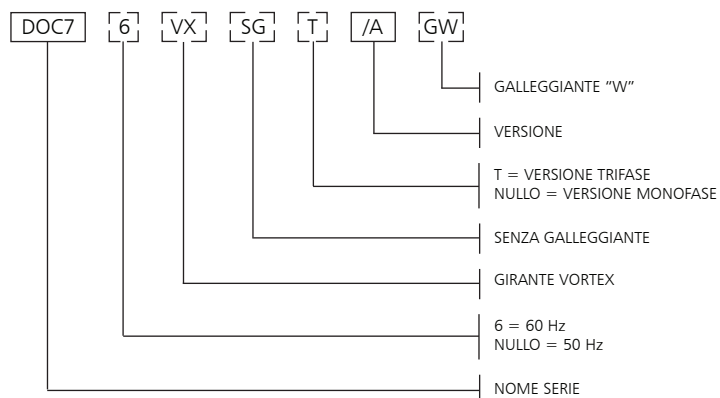 DOC7 6 VX SG T /A GW
GALLEGGIANTE “W”
VERSIONE
T = VERSIONE TRIFASE
NULLO = VERSIONE MONOFASE
SENZA GALLEGGIANTE
GIRANTE VORTEX
6 = 60 Hz
NULLO = 50 Hz
NOME SERIE